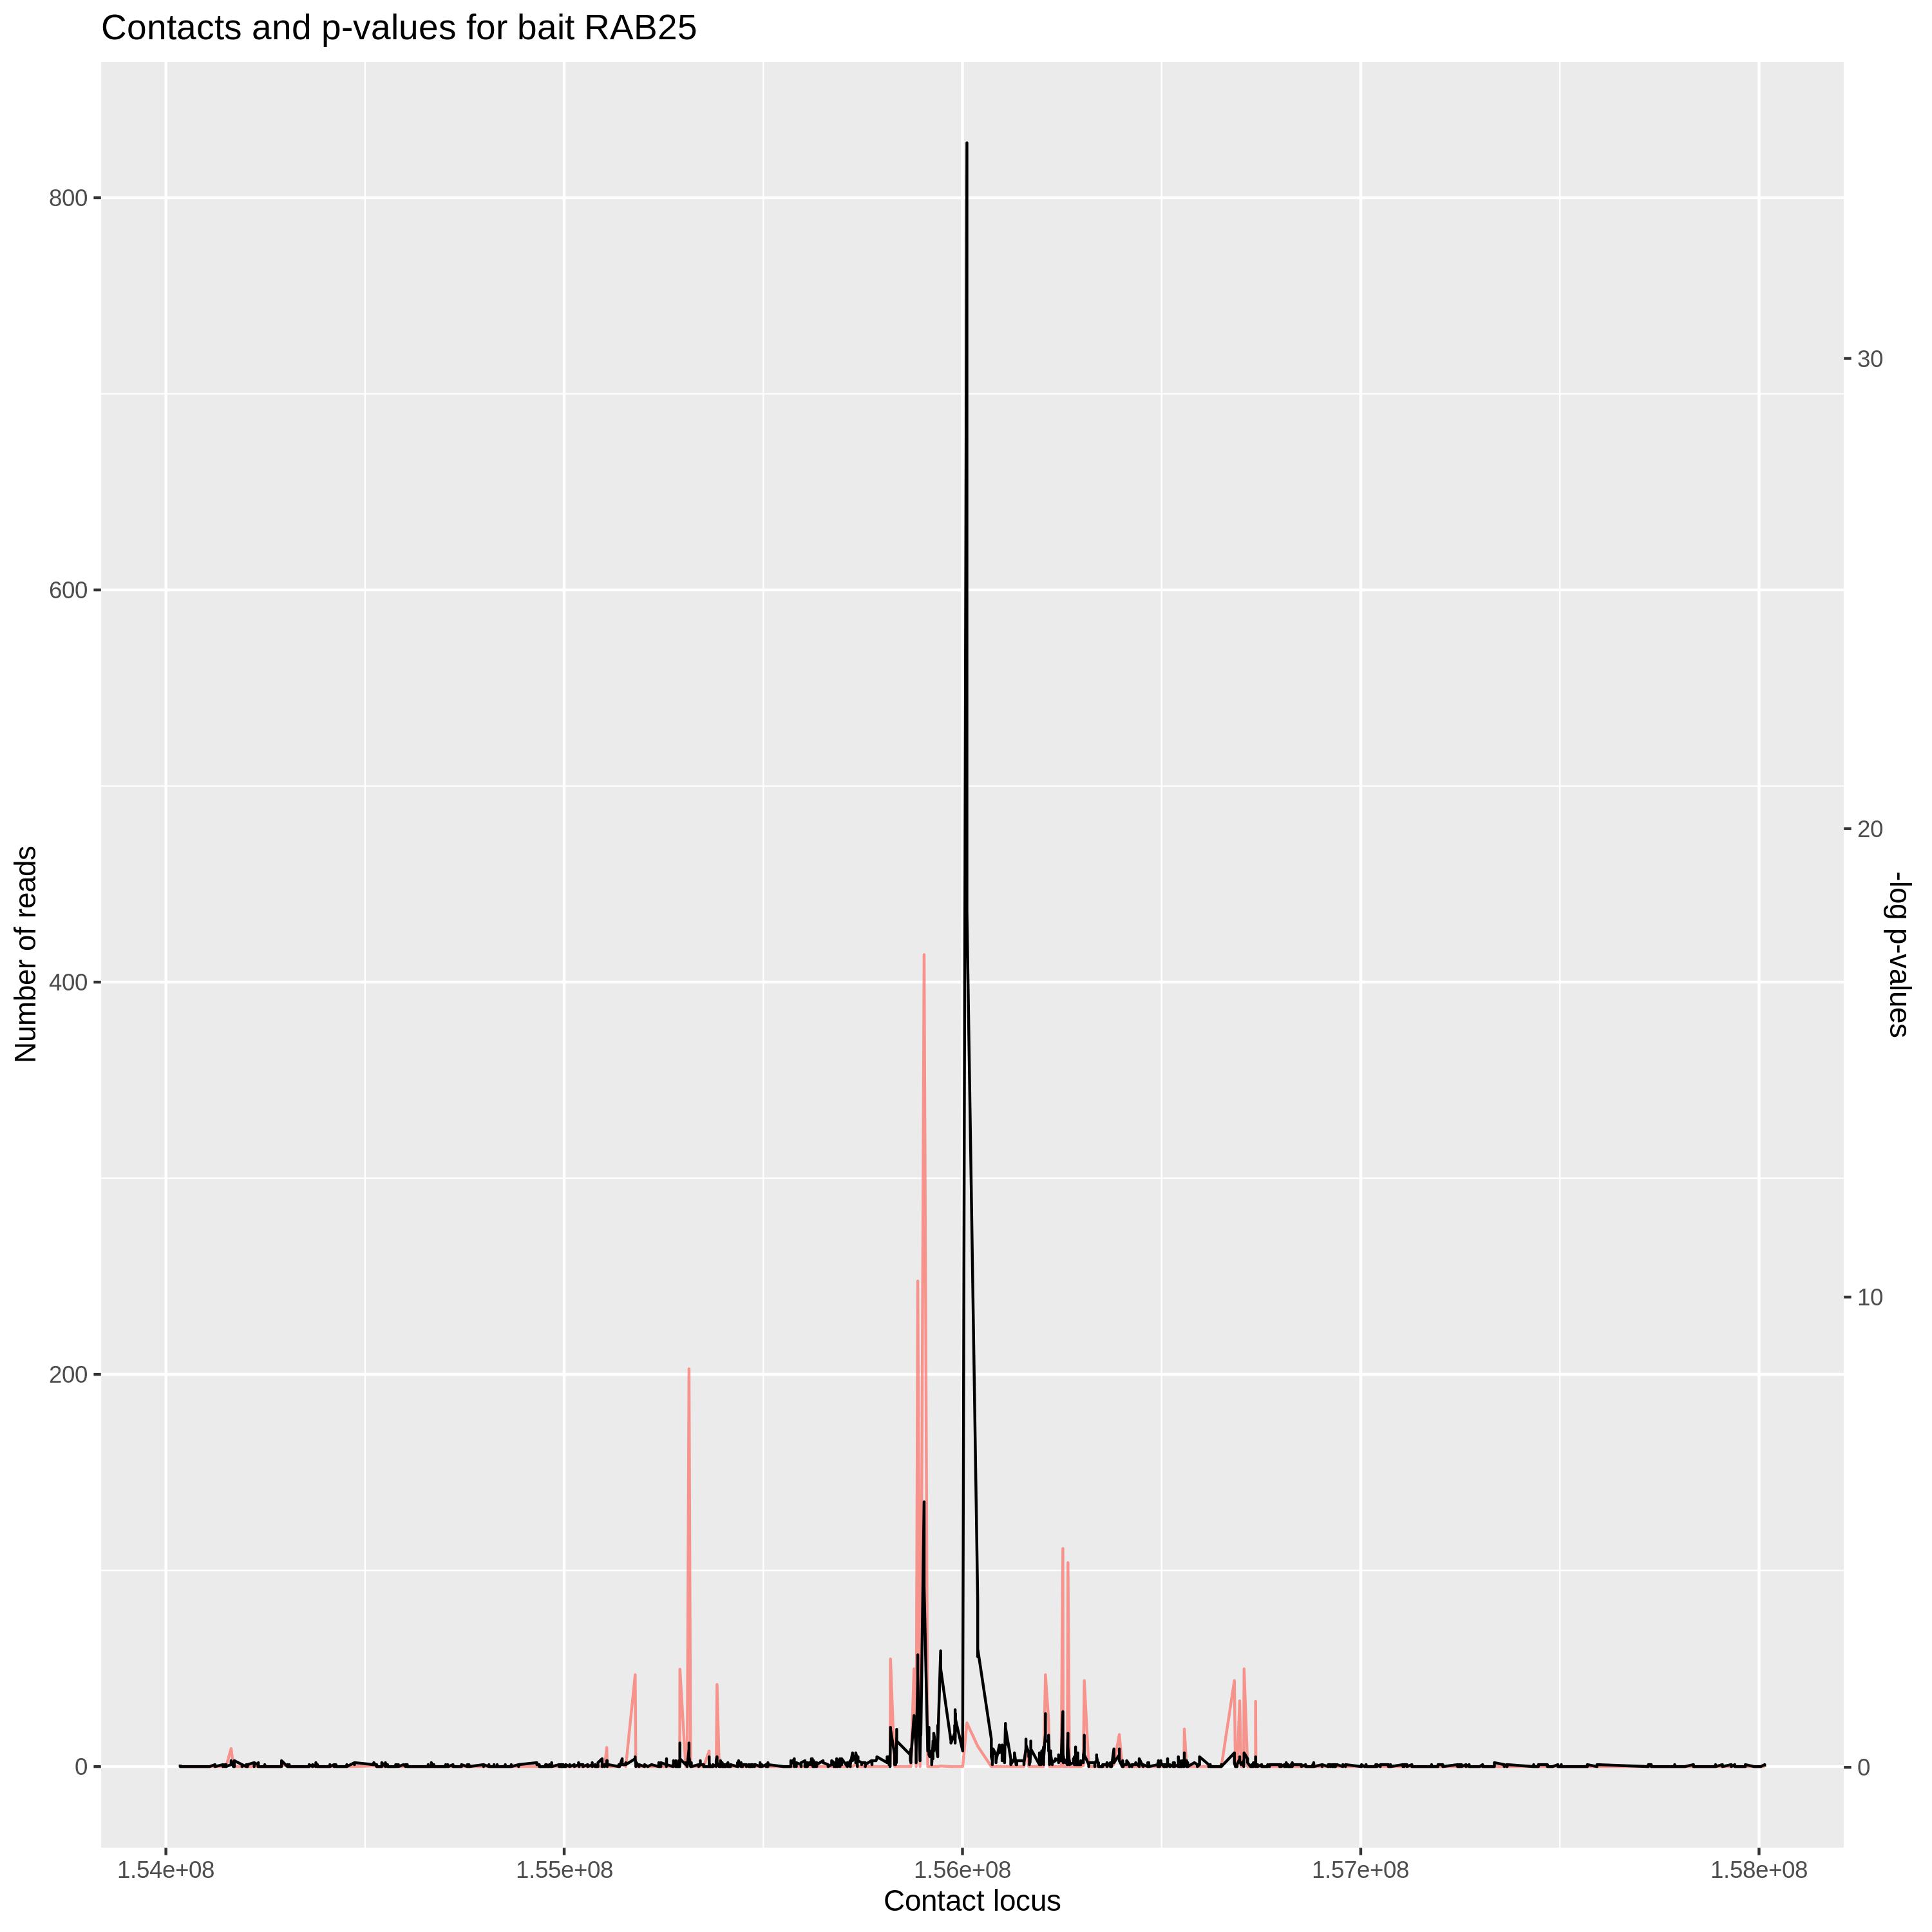 Contacts and p-values for bait RAB25
800
600
400
200
0
Number of reads
30
20
10
0
-log p-values
1.54e+08
1.55e+08
1.56e+08
1.57e+08
1.58e+08
Contact locus